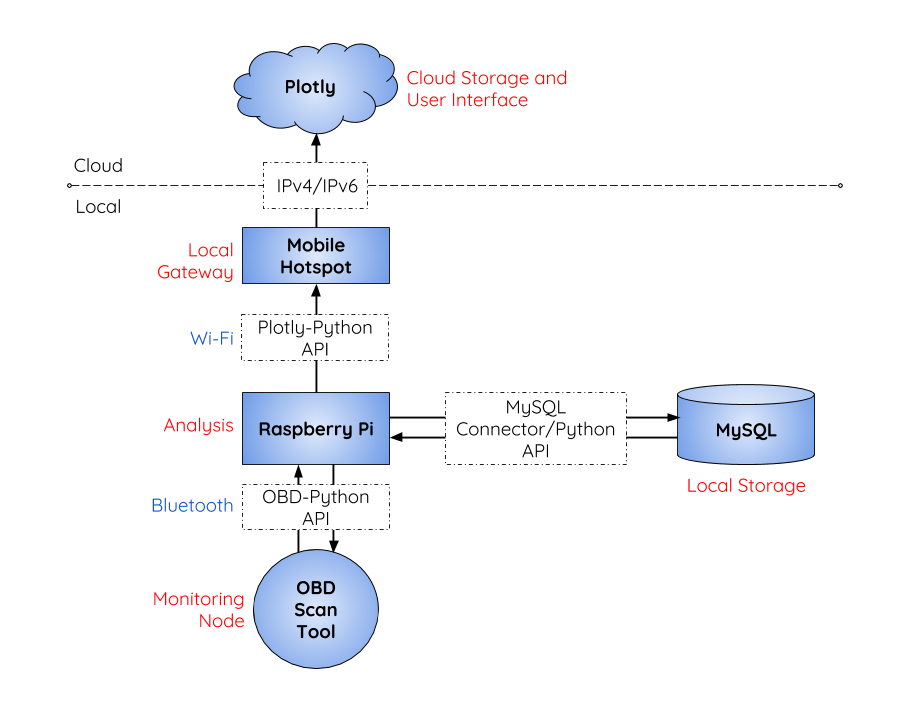 Plotly
Cloud Storage and
User Interface
Cloud
IPv4/IPv6
Local
Local
Gateway
Mobile
Hotspot
Wi-Fi
Plotly-Python
API
Analysis
Raspberry Pi
MySQL
Connector/Python
API
MySQL
Local Storage
Bluetooth
OBD-Python
API
Monitoring
Node
OBD
Scan
Tool